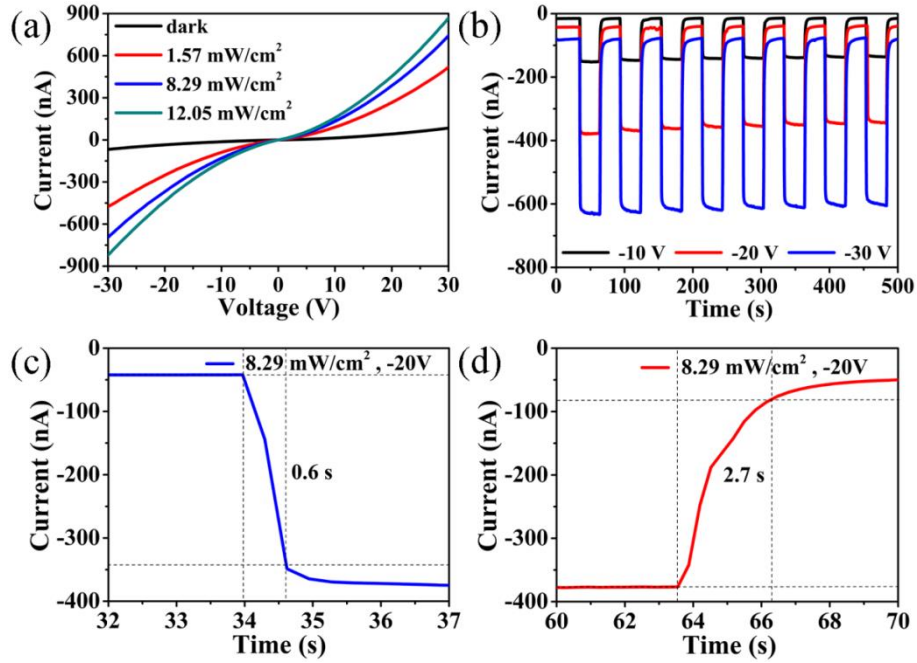 (a)
900
600
300
0
-300
-600
-900
Current (nA)
dark
1.57 mW/cm²
8.29 mW/cm²
12.05 mW/cm²
-30 -20 -10 0 10 20 30
Voltage (V)
(b)
0
-200
-400
-600
-800
Current (nA)
-10 V -20 V -30 V
0 100 200 300 400 500
Time (s)
(c)
0
-100
-200
-300
-400
Current (nA)
8.29 mW/cm² , -20V
0.6 s
32 33 34 35 36 37
Time (s)
(d)
0
-100
-200
-300
-400
Current (nA)
8.29 mW/cm² , -20V
2.7 s
60 62 64 66 68 70
Time (s)